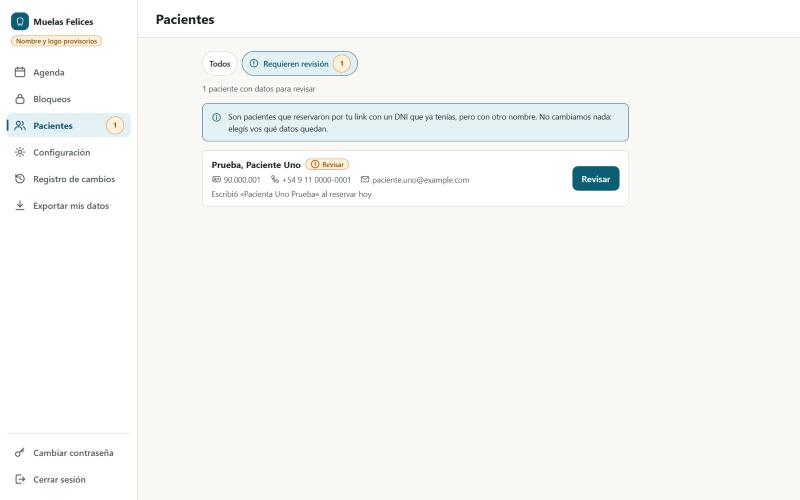 Muelas Felices
Nombre y logo provisorios
Agenda
Bloqueos
Pacientes 1
Configuración
Registro de cambios
Exportar mis datos
Cambiar contraseña
Cerrar sesión
Pacientes
Todos
Requieren revisión 1
1 paciente con datos para revisar
Son pacientes que reservaron por tu link con un DNI que ya tenías, pero con otro nombre. No cambiamos nada:
elegís vos qué datos quedan.
Prueba, Paciente Uno Revisar
90.000.001 +54 9 11 0000-0001 paciente.uno@example.com
Escribió «Pacienta Uno Prueba» al reservar hoy
Revisar